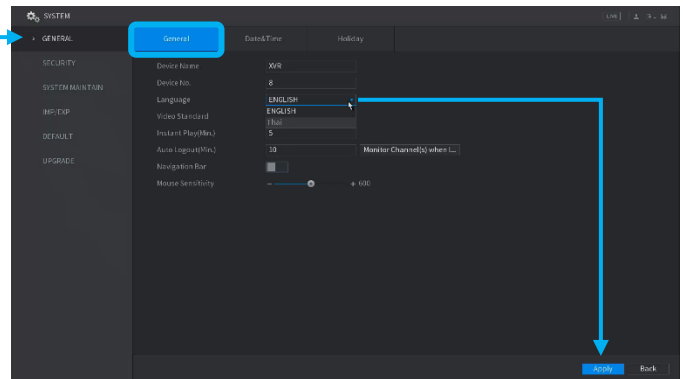 SYSTEM
LIVE
GENERAL
General Date&Time Holiday
SECURITY
SYSTEM MAINTAIN
IMP/EXP
DEFAULT
UPGRADE
Device Name XVR
Device No. 8
Language ENGLISH
ENGLISH
Video Standard
Thai
Instant Play(Min.) 5
Auto Logout(Min.) 10 Monitor Channel(s) when l...
Navigation Bar
Mouse Sensitivity - + 600
Apply Back